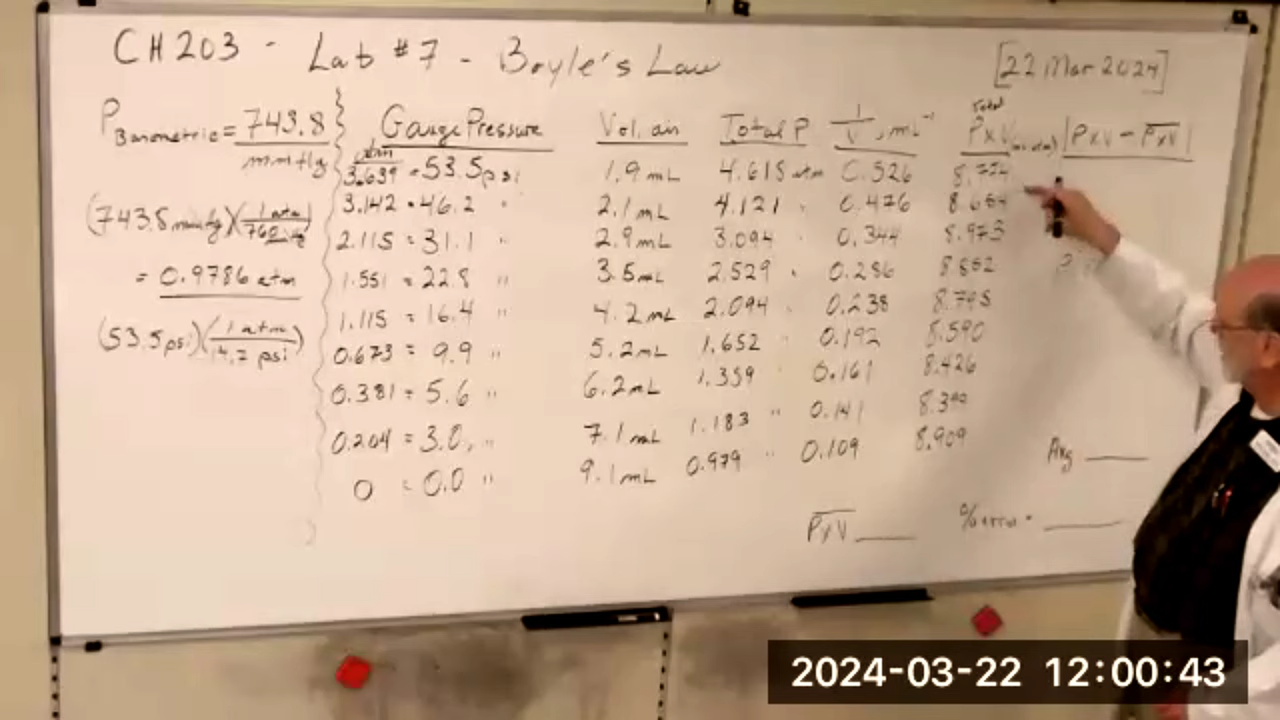 CH203 - Lab #7 - Boyle's Law [22 Mar 2024]
P Barometric = 743.8 mmHg
(743.8 mmHg)(1 atm / 760 mmHg)
= 0.9786 atm
(53.5 psi)(1 atm / 14.7 psi)
Gauge Pressure Vol. air Total P 1/V, mL⁻¹ Total PxV |PxV - P̅x̅V̅|
atm
3.639 = 53.5 psi 1.9 mL 4.618 atm 0.526 8.774
3.142 = 46.2 " 2.1 mL 4.121 " 0.476 8.654
2.115 = 31.1 " 2.9 mL 3.094 " 0.344 8.973
1.551 = 22.8 " 3.5 mL 2.529 " 0.286 8.852
1.115 = 16.4 " 4.2 mL 2.094 " 0.238 8.795
0.673 = 9.9 " 5.2 mL 1.652 " 0.192 8.590
0.381 = 5.6 " 6.2 mL 1.359 " 0.161 8.426
0.204 = 3.0 " 7.1 mL 1.183 " 0.141
0 = 0.0 " 9.1 mL 0.979 " 0.109 8.909
Avg ____
P̅x̅V̅ ____ % error = ____
2024-03-22 12:00:43